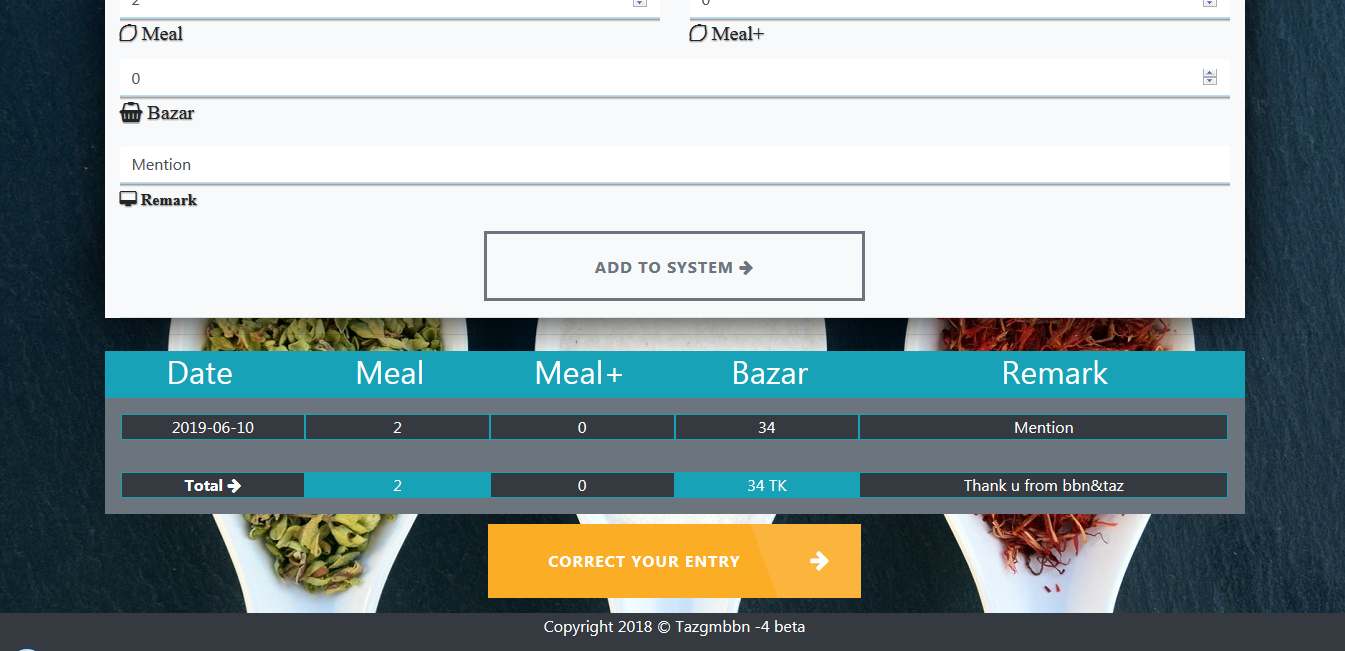 2 0
Meal Meal+
0
Bazar
Mention
Remark
ADD TO SYSTEM
Date Meal Meal+ Bazar Remark
2019-06-10 2 0 34 Mention
Total 2 0 34 TK Thank u from bbn&taz
CORRECT YOUR ENTRY
Copyright 2018 © Tazgmbbn -4 beta